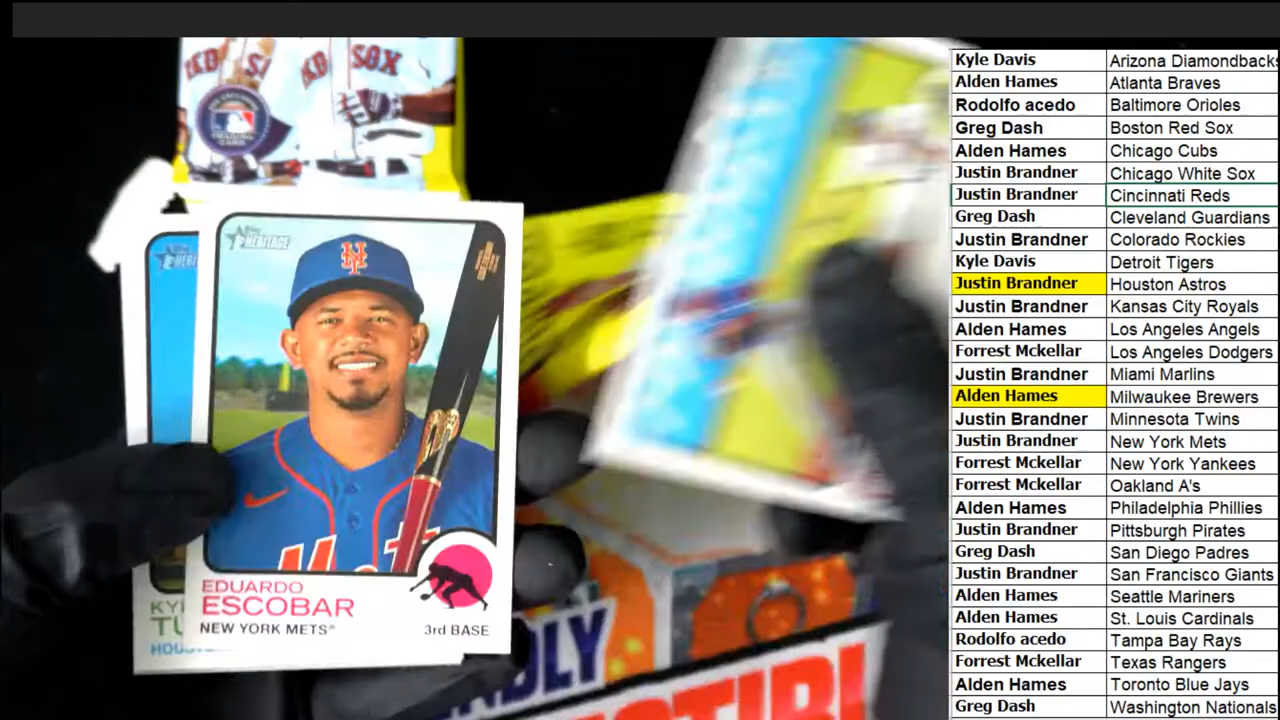 SOX
Topps HERITAGE
EDUARDO
ESCOBAR
NEW YORK METS
3rd BASE
KY
TU
HOUS
Kyle Davis Arizona Diamondbacks
Alden Hames Atlanta Braves
Rodolfo acedo Baltimore Orioles
Greg Dash Boston Red Sox
Alden Hames Chicago Cubs
Justin Brandner Chicago White Sox
Justin Brandner Cincinnati Reds
Greg Dash Cleveland Guardians
Justin Brandner Colorado Rockies
Kyle Davis Detroit Tigers
Justin Brandner Houston Astros
Justin Brandner Kansas City Royals
Alden Hames Los Angeles Angels
Forrest Mckellar Los Angeles Dodgers
Justin Brandner Miami Marlins
Alden Hames Milwaukee Brewers
Justin Brandner Minnesota Twins
Justin Brandner New York Mets
Forrest Mckellar New York Yankees
Forrest Mckellar Oakland A's
Alden Hames Philadelphia Phillies
Justin Brandner Pittsburgh Pirates
Greg Dash San Diego Padres
Justin Brandner San Francisco Giants
Alden Hames Seattle Mariners
Alden Hames St. Louis Cardinals
Rodolfo acedo Tampa Bay Rays
Forrest Mckellar Texas Rangers
Alden Hames Toronto Blue Jays
Greg Dash Washington Nationals